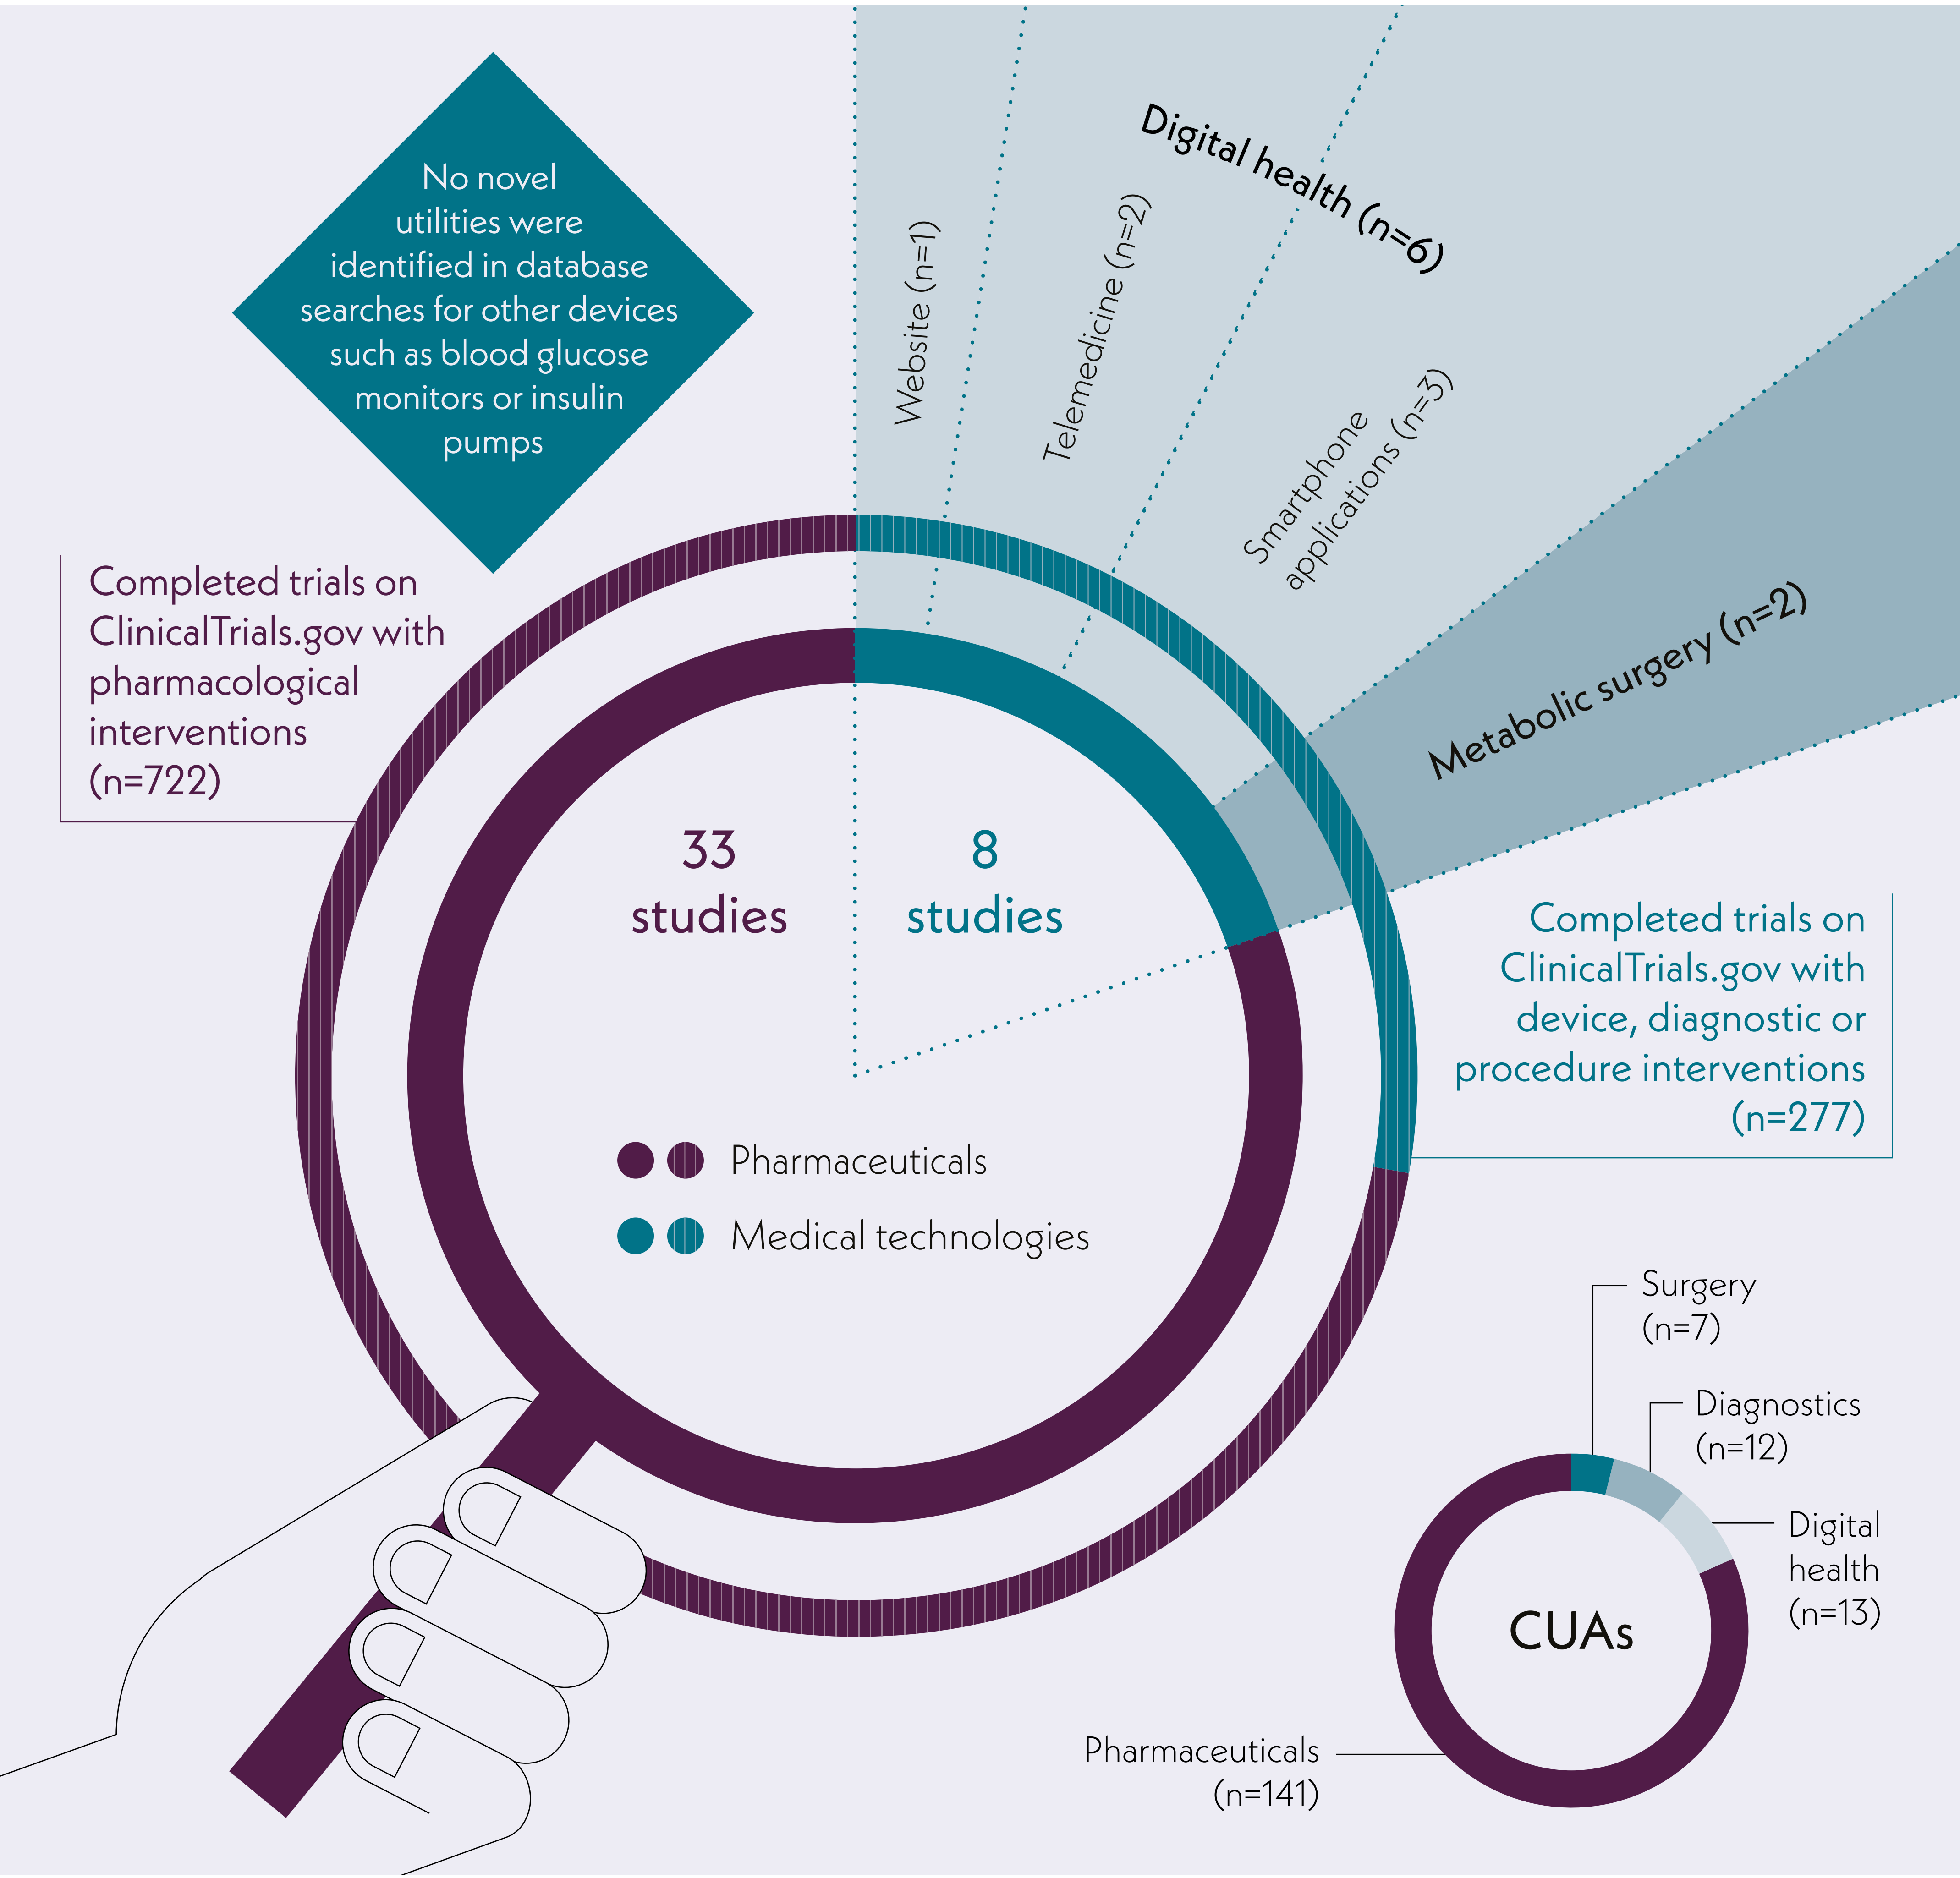 No novel
utilities were
identified in database
searches for other devices
such as blood glucose
monitors or insulin
pumps
Digital health (n=6)
Website (n=1)
Telemedicine (n=2)
Smartphone
applications (n=3)
Metabolic surgery (n=2)
Completed trials on
ClinicalTrials.gov with
pharmacological
interventions
(n=722)
33
studies
8
studies
Completed trials on
ClinicalTrials.gov with
device, diagnostic or
procedure interventions
(n=277)
Pharmaceuticals
Medical technologies
Surgery
(n=7)
Diagnostics
(n=12)
Digital
health
(n=13)
CUAs
Pharmaceuticals
(n=141)